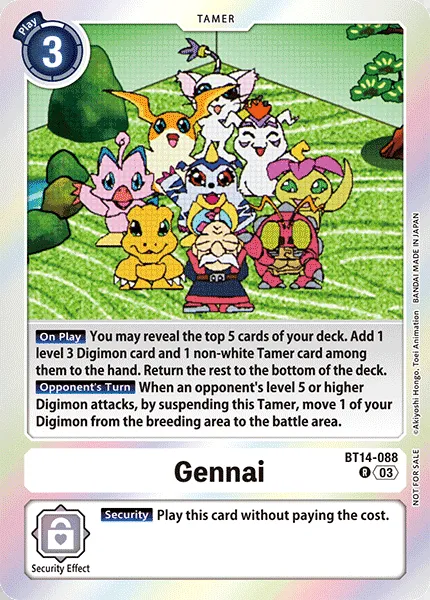 TAMER
Play
3
On Play You may reveal the top 5 cards of your deck. Add 1
level 3 Digimon card and 1 non-white Tamer card among
them to the hand. Return the rest to the bottom of the deck.
Opponent's Turn When an opponent's level 5 or higher
Digimon attacks, by suspending this Tamer, move 1 of your
Digimon from the breeding area to the battle area.
©Akiyoshi Hongo, Toei Animation BANDAI MADE IN JAPAN
NOT FOR SALE
BT14-088
Gennai
R 03
Security Play this card without paying the cost.
Security Effect